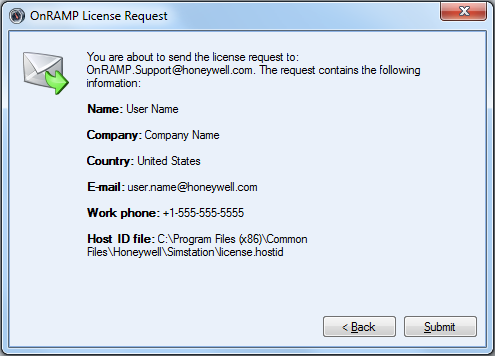 OnRAMP License Request
You are about to send the license request to:
OnRAMP.Support@honeywell.com. The request contains the following
information:
Name: User Name
Company: Company Name
Country: United States
E-mail: user.name@honeywell.com
Work phone: +1-555-555-5555
Host ID file: C:\Program Files (x86)\Common
Files\Honeywell\Simstation\license.hostid
< Back
Submit